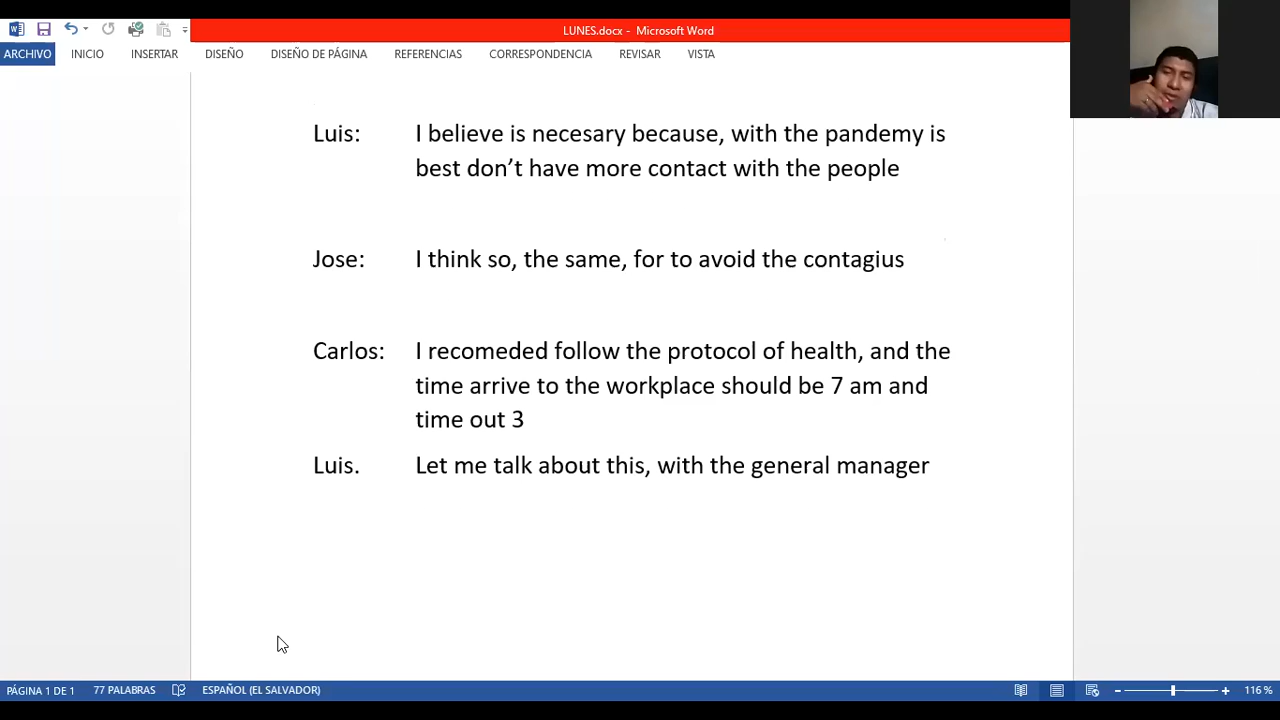 LUNES.docx - Microsoft Word
ARCHIVO INICIO INSERTAR DISEÑO DISEÑO DE PÁGINA REFERENCIAS CORRESPONDENCIA REVISAR VISTA
Luis: I believe is necesary because, with the pandemy is
best don't have more contact with the people
Jose: I think so, the same, for to avoid the contagius
Carlos: I recomeded follow the protocol of health, and the
time arrive to the workplace should be 7 am and
time out 3
Luis. Let me talk about this, with the general manager
PÁGINA 1 DE 1 77 PALABRAS ESPAÑOL (EL SALVADOR) 116 %